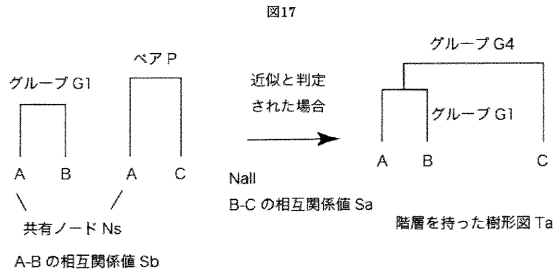 図17
グループ G1
ペア P
A
B
A
C
共有ノード Ns
A-B の相互関係値 Sb
近似と判定
された場合
Nall
B-C の相互関係値 Sa
グループ G4
グループ G1
A
B
C
階層を持った樹形図 Ta